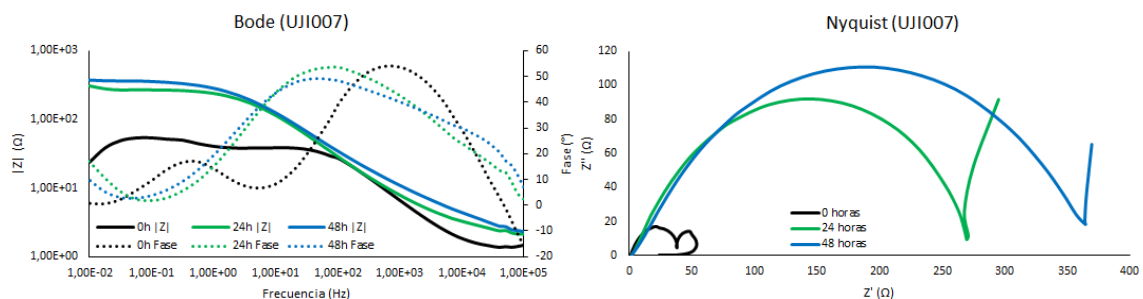 Bode (UJI007)
1,00E+03
1,00E+02
1,00E+01
1,00E+00
|Z| (Ω)
60
50
40
30
20
10
0
-10
-20
Fase (°)
0h |Z| 24h |Z| 48h |Z|
0h Fase 24h Fase 48h Fase
1,00E-02 1,00E-01 1,00E+00 1,00E+01 1,00E+02 1,00E+03 1,00E+04 1,00E+05
Frecuencia (Hz)
Nyquist (UJI007)
120
100
80
60
40
20
0
Z'' (Ω)
0 horas
24 horas
48 horas
0 50 100 150 200 250 300 350 400
Z' (Ω)